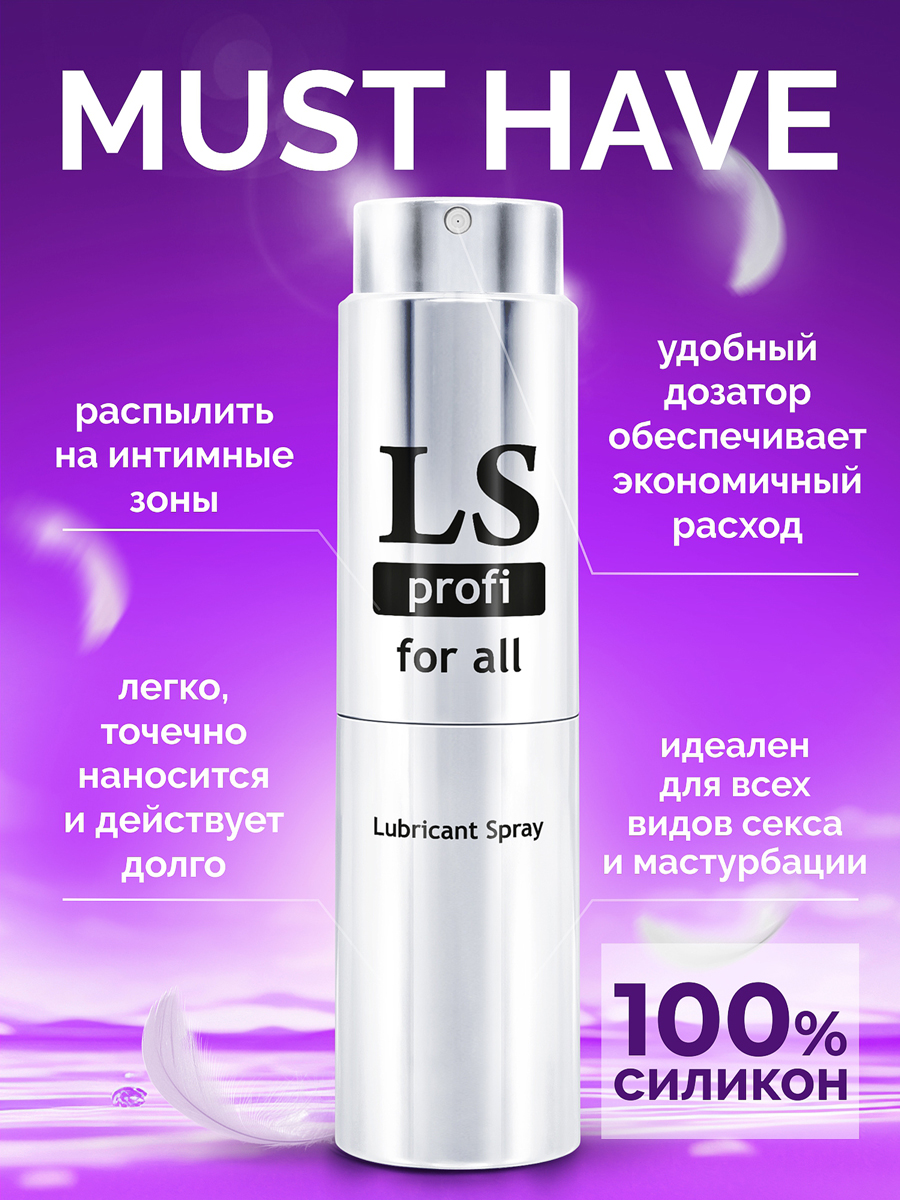 MUST HAVE
распылить
на интимные
зоны
удобный
дозатор
обеспечивает
экономичный
расход
LS
profi
for all
легко,
точечно
наносится
и действует
долго
идеален
для всех
видов секса
и мастурбации
Lubricant Spray
100%
СИЛИКОН